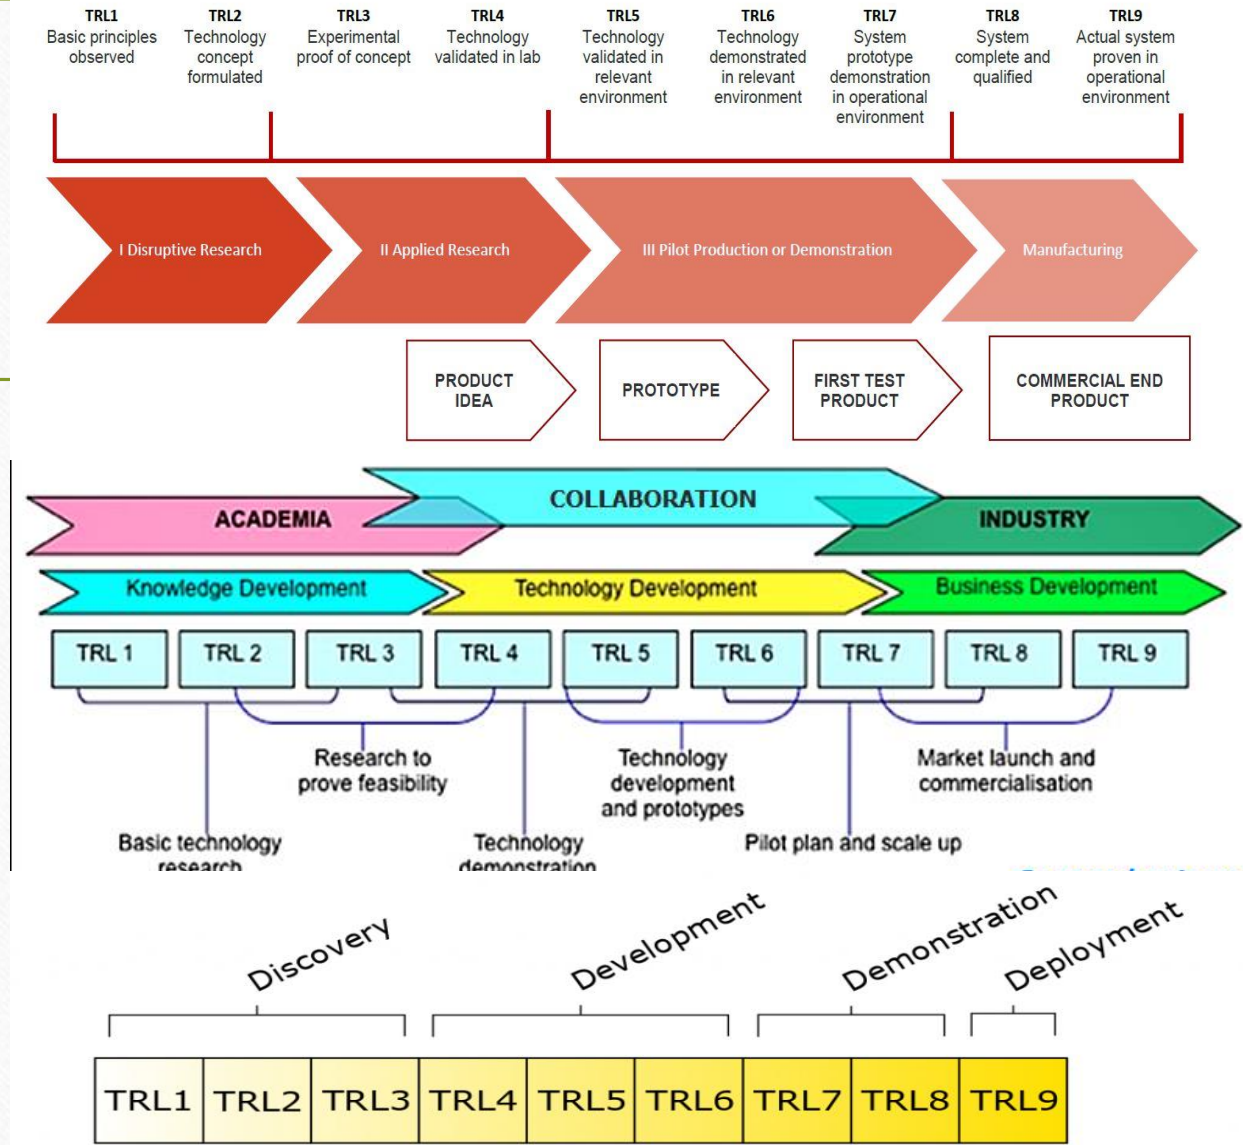 TRL1
Basic principles
observed
TRL2
Technology
concept
formulated
TRL3
Experimental
proof of concept
TRL4
Technology
validated in lab
TRL5
Technology
validated in
relevant
environment
TRL6
Technology
demonstrated
in relevant
environment
TRL7
System
prototype
demonstration
in operational
environment
TRL8
System
complete and
qualified
TRL9
Actual system
proven in
operational
environment
I Disruptive Research
II Applied Research
III Pilot Production or Demonstration
Manufacturing
PRODUCT
IDEA
PROTOTYPE
FIRST TEST
PRODUCT
COMMERCIAL END
PRODUCT
ACADEMIA
COLLABORATION
INDUSTRY
Knowledge Development
Technology Development
Business Development
TRL 1
TRL 2
TRL 3
TRL 4
TRL 5
TRL 6
TRL 7
TRL 8
TRL 9
Research to
prove feasibility
Technology
development
and prototypes
Market launch and
commercialisation
Basic technology
research
Technology
demonstration
Pilot plan and scale up
Discovery
Development
Demonstration
Deployment
TRL1
TRL2
TRL3
TRL4
TRL5
TRL6
TRL7
TRL8
TRL9